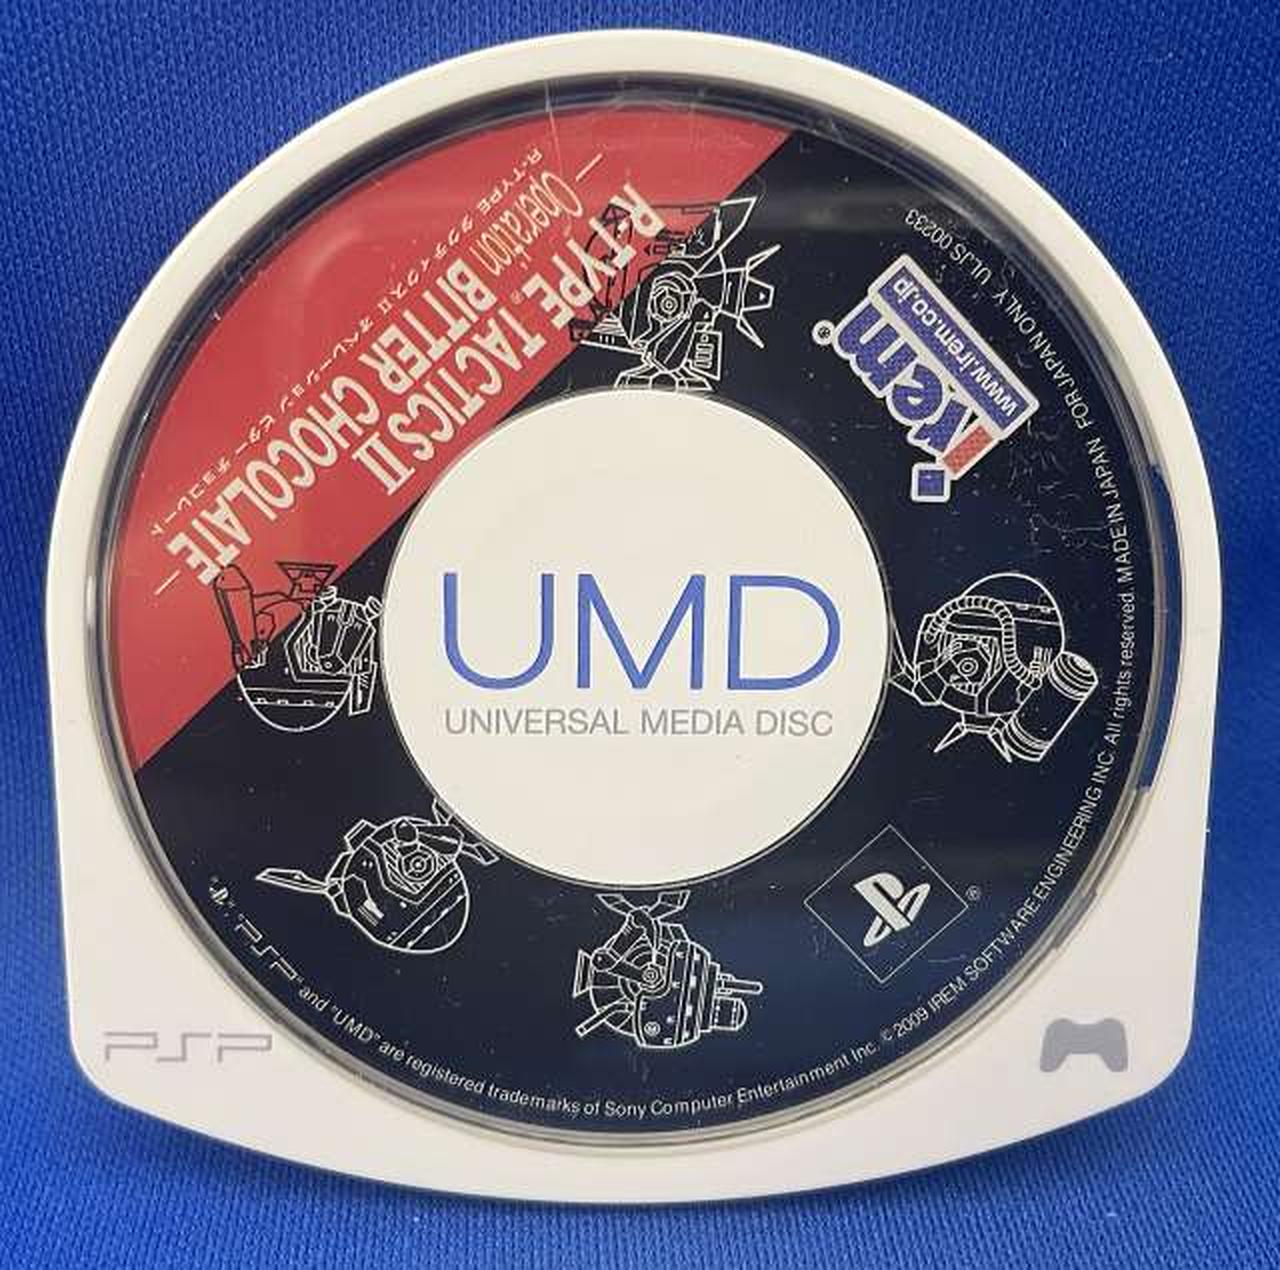 R-TYPE TACTICS II
Operation BITTER CHOCOLATE
R-TYPE タクティクスⅡ オペレーション ビター チョコレート
irem®
www.irem.co.jp
UMD
UNIVERSAL MEDIA DISC
ULJS 00233
FOR JAPAN ONLY
"PS", "PSP" and "UMD" are registered trademarks of Sony Computer Entertainment Inc. ©2009 IREM SOFTWARE ENGINEERING INC. All rights reserved. MADE IN JAPAN
®
PSP